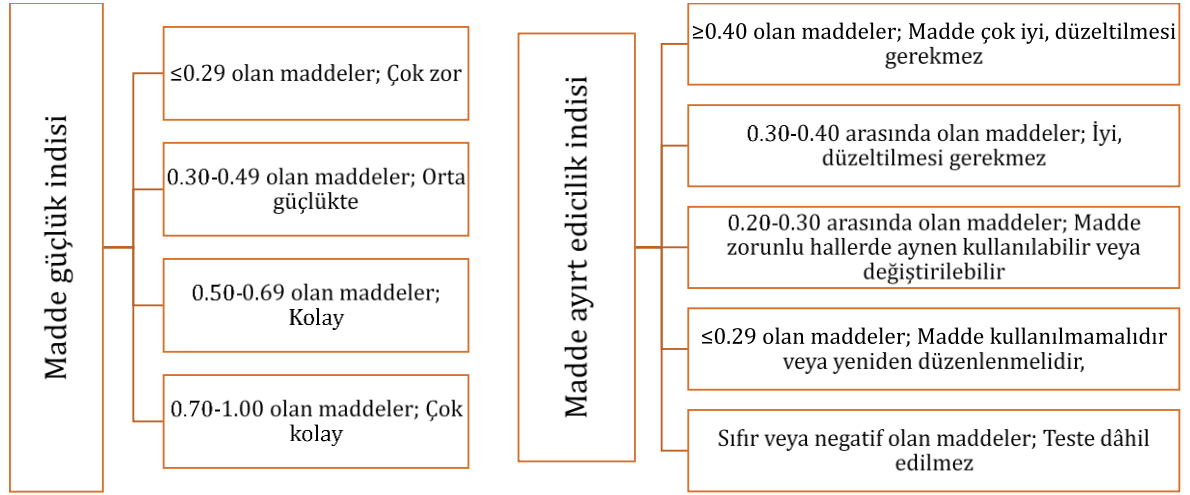 Madde güçlük indisi
≤0.29 olan maddeler; Çok zor
0.30-0.49 olan maddeler; Orta
güçlükte
0.50-0.69 olan maddeler;
Kolay
0.70-1.00 olan maddeler; Çok
kolay
Madde ayırt edicilik indisi
≥0.40 olan maddeler; Madde çok iyi, düzeltilmesi
gerekmez
0.30-0.40 arasında olan maddeler; İyi,
düzeltilmesi gerekmez
0.20-0.30 arasında olan maddeler; Madde
zorunlu hallerde aynen kullanılabilir veya
değiştirilebilir
≤0.29 olan maddeler; Madde kullanılmamalıdır
veya yeniden düzenlenmelidir,
Sıfır veya negatif olan maddeler; Teste dâhil
edilmez